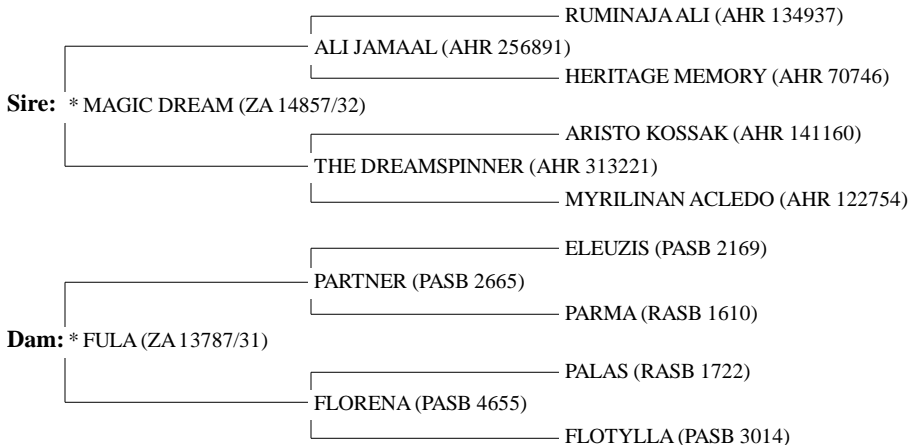 RUMINAJA ALI (AHR 134937)
ALI JAMAAL (AHR 256891)
HERITAGE MEMORY (AHR 70746)
Sire: * MAGIC DREAM (ZA 14857/32)
ARISTO KOSSAK (AHR 141160)
THE DREAMSPINNER (AHR 313221)
MYRILINAN ACLEDO (AHR 122754)
ELEUZIS (PASB 2169)
PARTNER (PASB 2665)
PARMA (RASB 1610)
Dam: * FULA (ZA 13787/31)
PALAS (RASB 1722)
FLORENA (PASB 4655)
FLOTYLLA (PASB 3014)